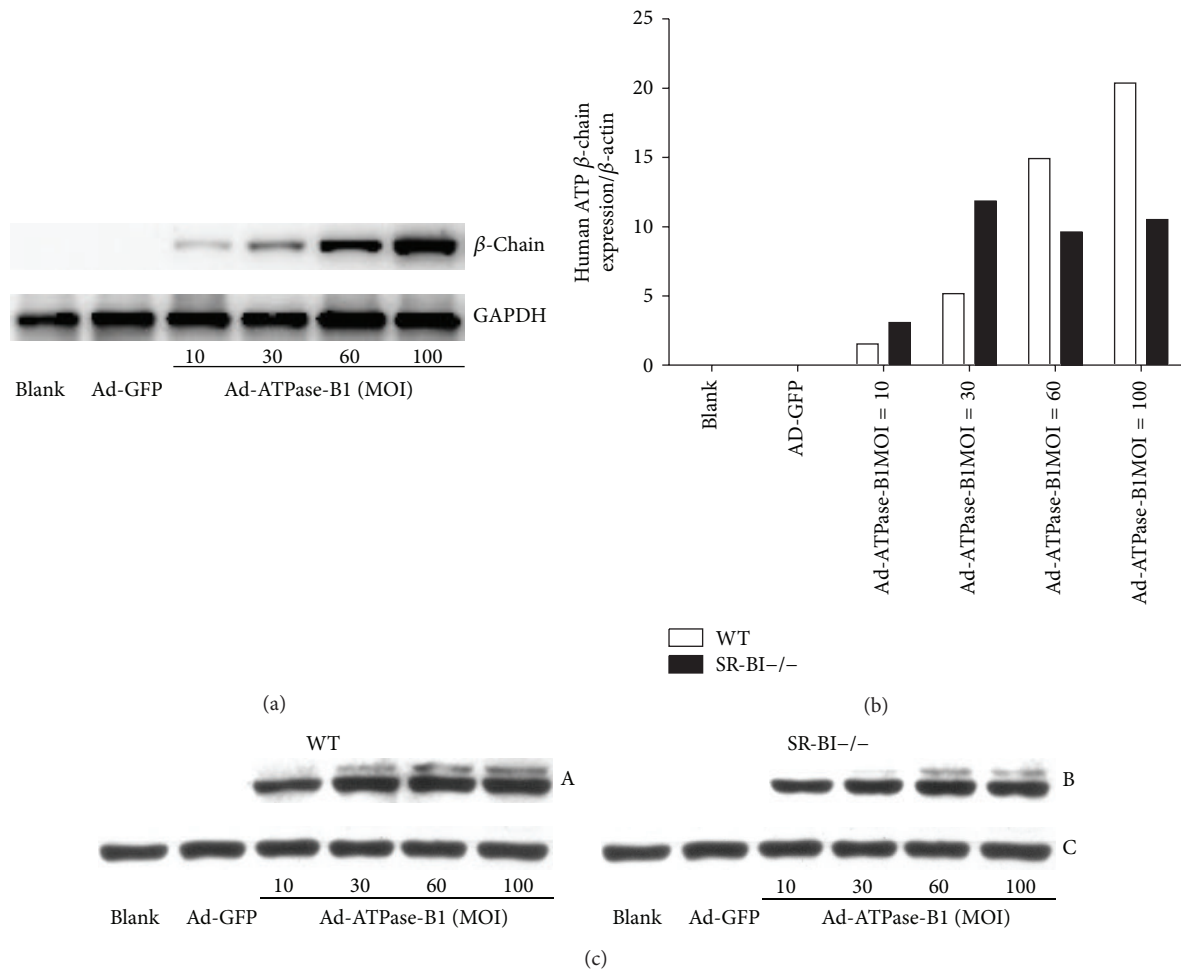 β-Chain
GAPDH
10 30 60 100
Blank Ad-GFP Ad-ATPase-B1 (MOI)
(a)
Human ATP β-chain
expression/β-actin
25
20
15
10
5
0
Blank
AD-GFP
Ad-ATPase-B1MOI = 10
Ad-ATPase-B1MOI = 30
Ad-ATPase-B1MOI = 60
Ad-ATPase-B1MOI = 100
WT
SR-BI−/−
(b)
WT
A
10 30 60 100
Blank Ad-GFP Ad-ATPase-B1 (MOI)
SR-BI−/−
B
C
10 30 60 100
Blank Ad-GFP Ad-ATPase-B1 (MOI)
(c)